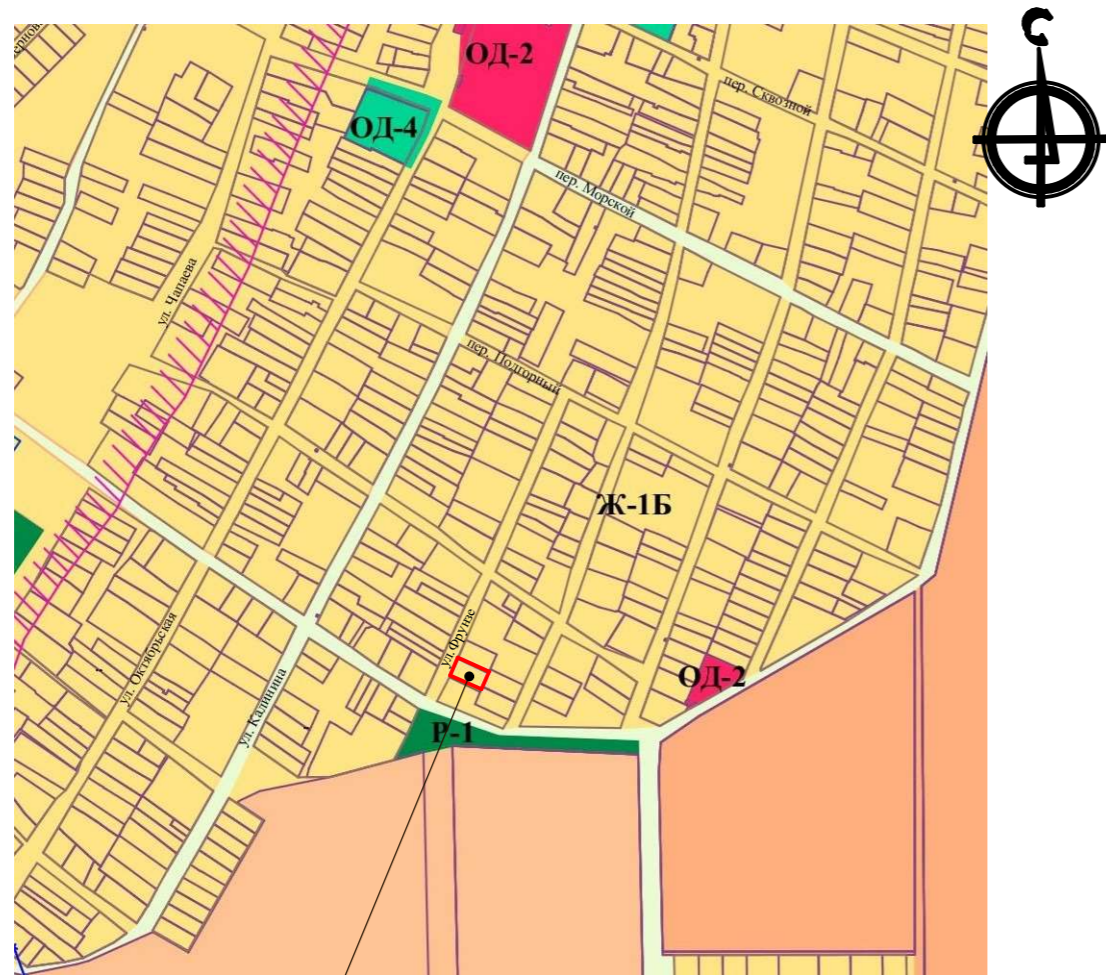 С
ОД-2
пер. Сквозной
ОД-4
пер. Морской
ул. Чапаева
пер. Подгорный
Ж-1Б
ул. Фрунзе
ул. Октябрьская
ОД-2
ул. Калинина
Р-1